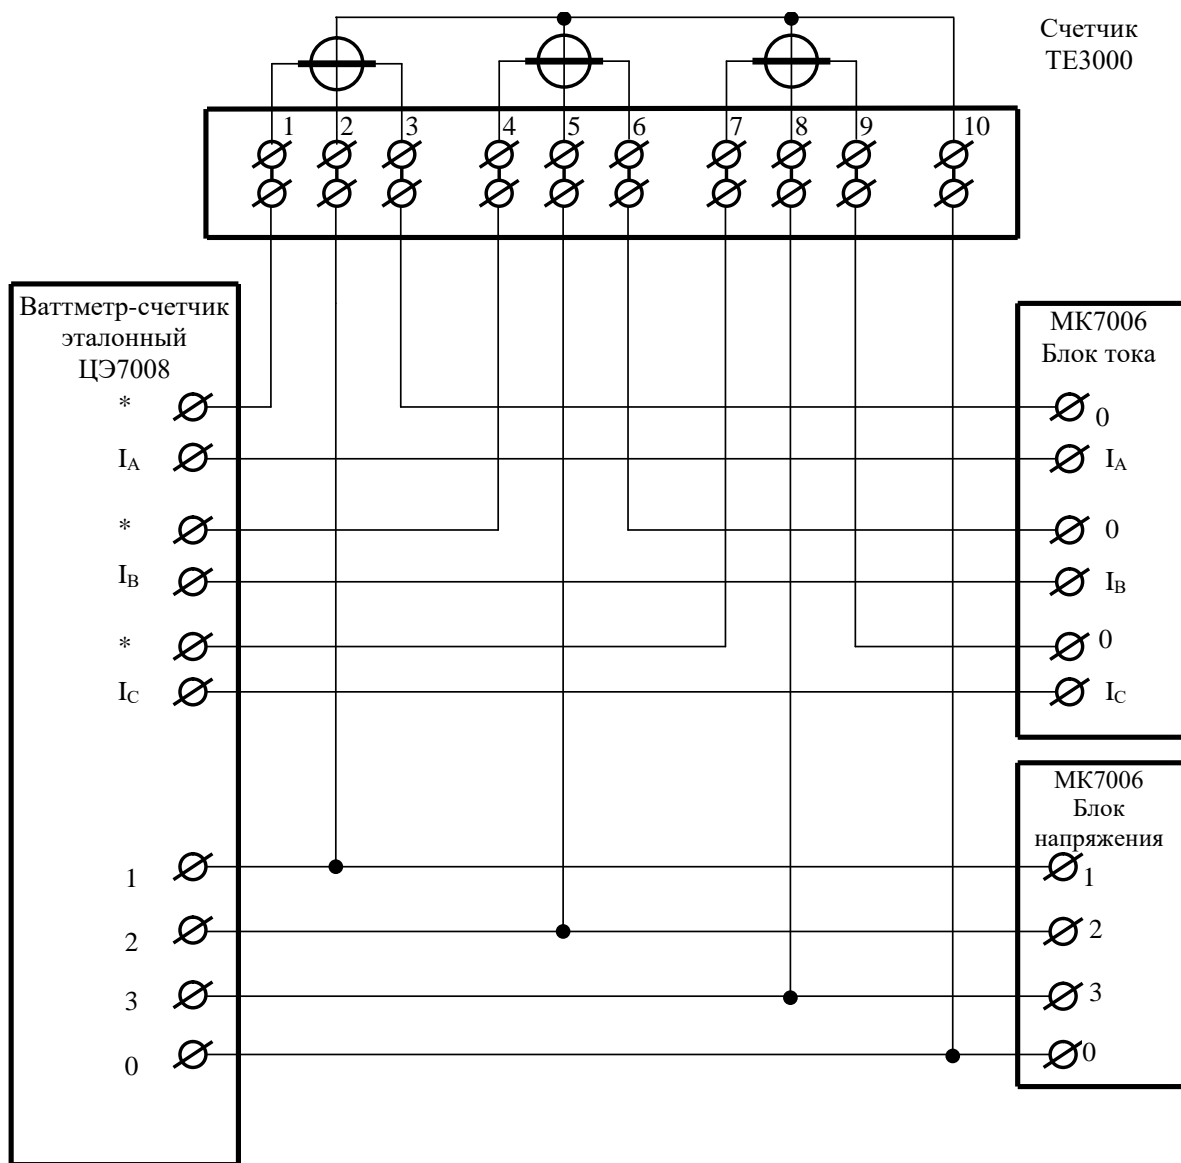 Счетчик
ТЕ3000
1 2 3 4 5 6 7 8 9 10
Ваттметр-счетчик
эталонный
ЦЭ7008
*
IA
*
IB
*
IC
1
2
3
0
МК7006
Блок тока
0
IA
0
IB
0
IC
МК7006
Блок
напряжения
1
2
3
0